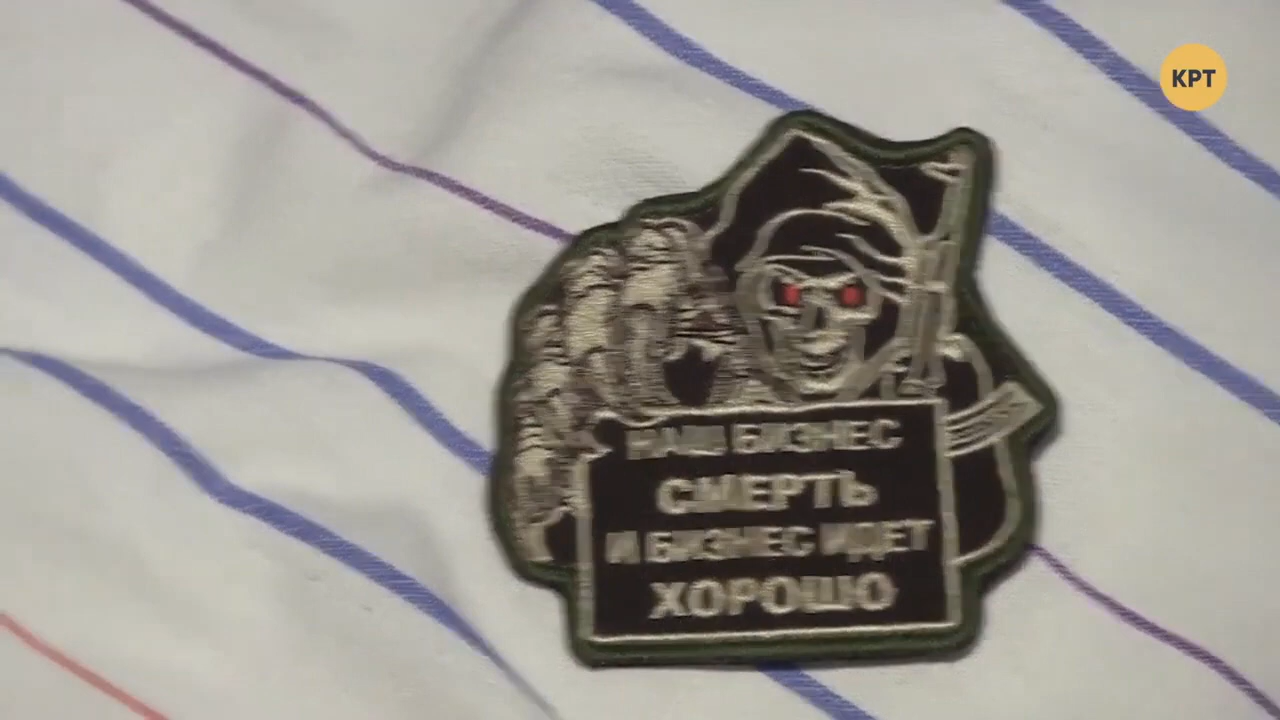 КРТ
НАШ БИЗНЕС
СМЕРТЬ
И БИЗНЕС ИДЕТ
ХОРОШО